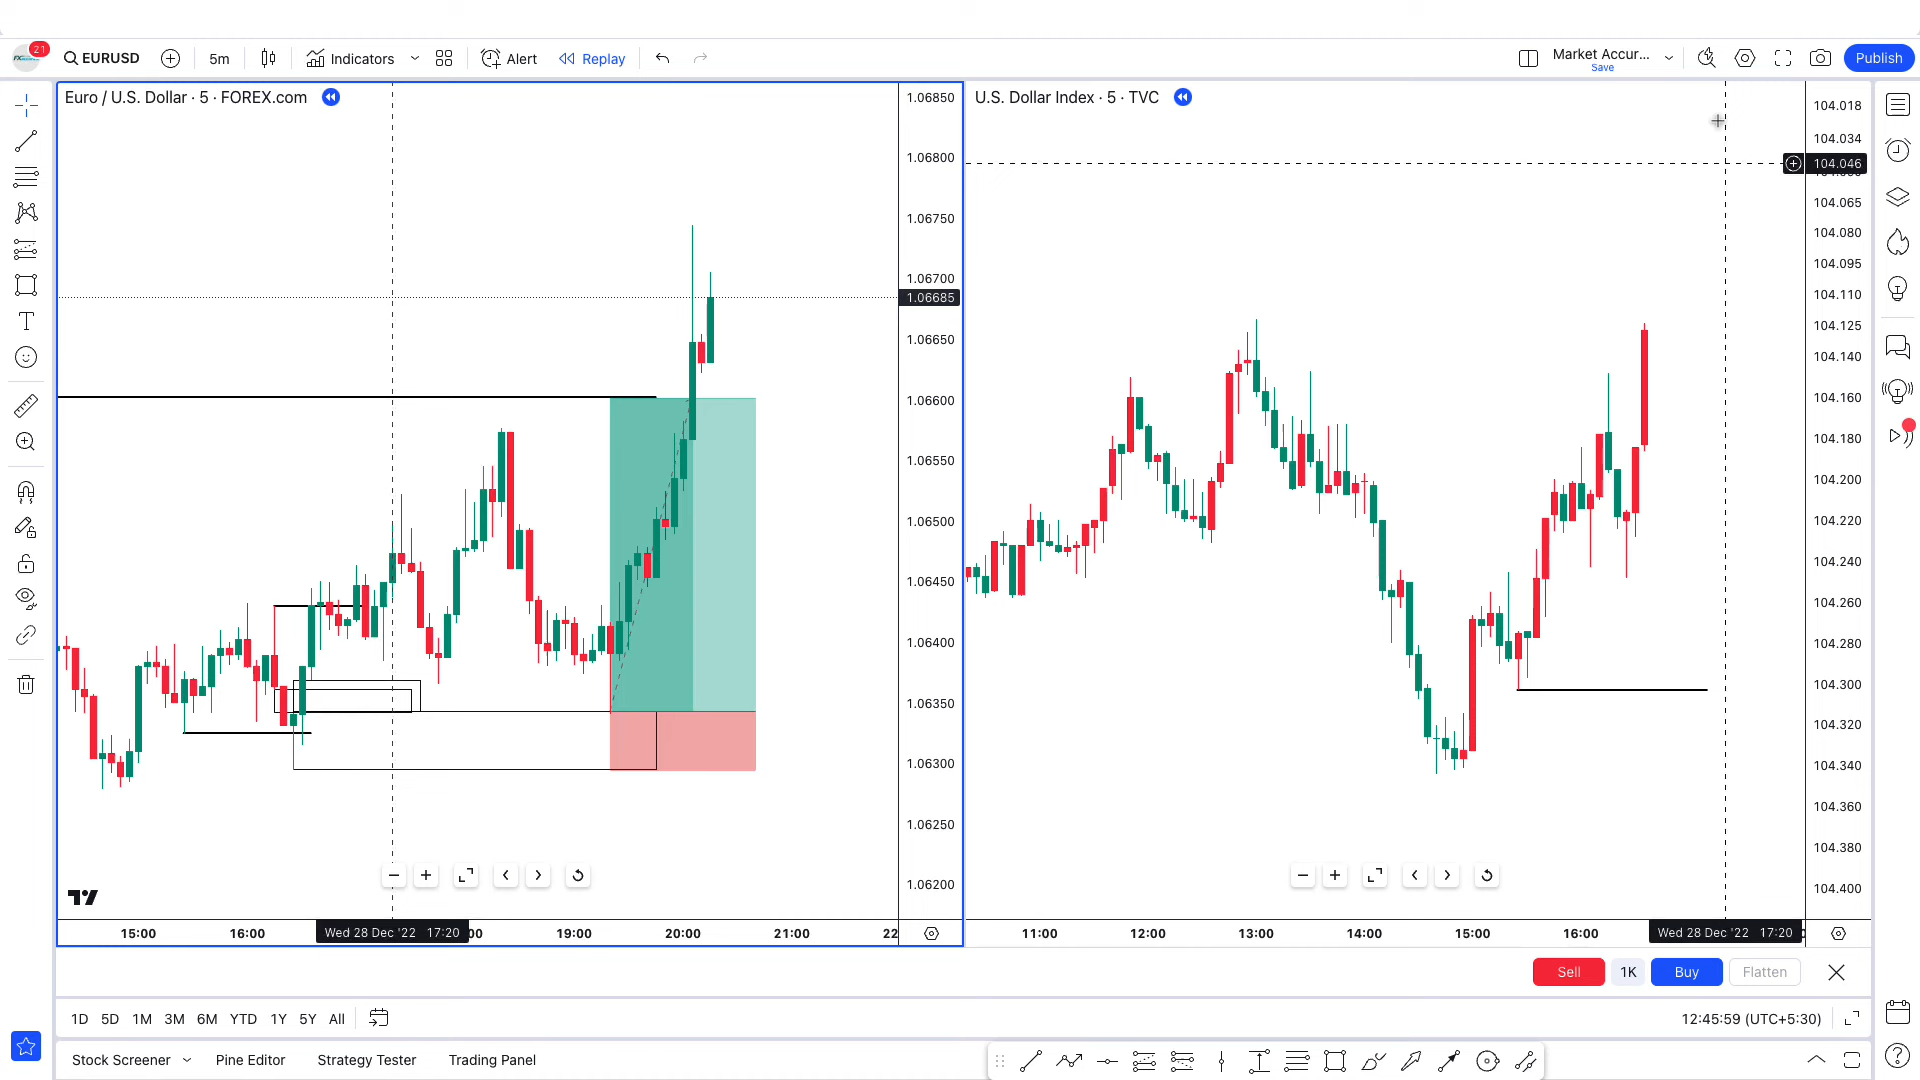 21
EURUSD
5m
Indicators
Alert
Replay
Market Accur...
Save
Publish
Euro / U.S. Dollar · 5 · FOREX.com
1.06850
1.06800
1.06750
1.06700
1.06685
1.06650
1.06600
1.06550
1.06500
1.06450
1.06400
1.06350
1.06300
1.06250
1.06200
15:00
16:00
Wed 28 Dec '22 17:20
19:00
20:00
21:00
22
U.S. Dollar Index · 5 · TVC
104.018
104.034
104.046
104.065
104.080
104.095
104.110
104.125
104.140
104.160
104.180
104.200
104.220
104.240
104.260
104.280
104.300
104.320
104.340
104.360
104.380
104.400
11:00
12:00
13:00
14:00
15:00
16:00
Wed 28 Dec '22 17:20
Sell
1K
Buy
Flatten
1D 5D 1M 3M 6M YTD 1Y 5Y All
12:45:59 (UTC+5:30)
Stock Screener
Pine Editor
Strategy Tester
Trading Panel